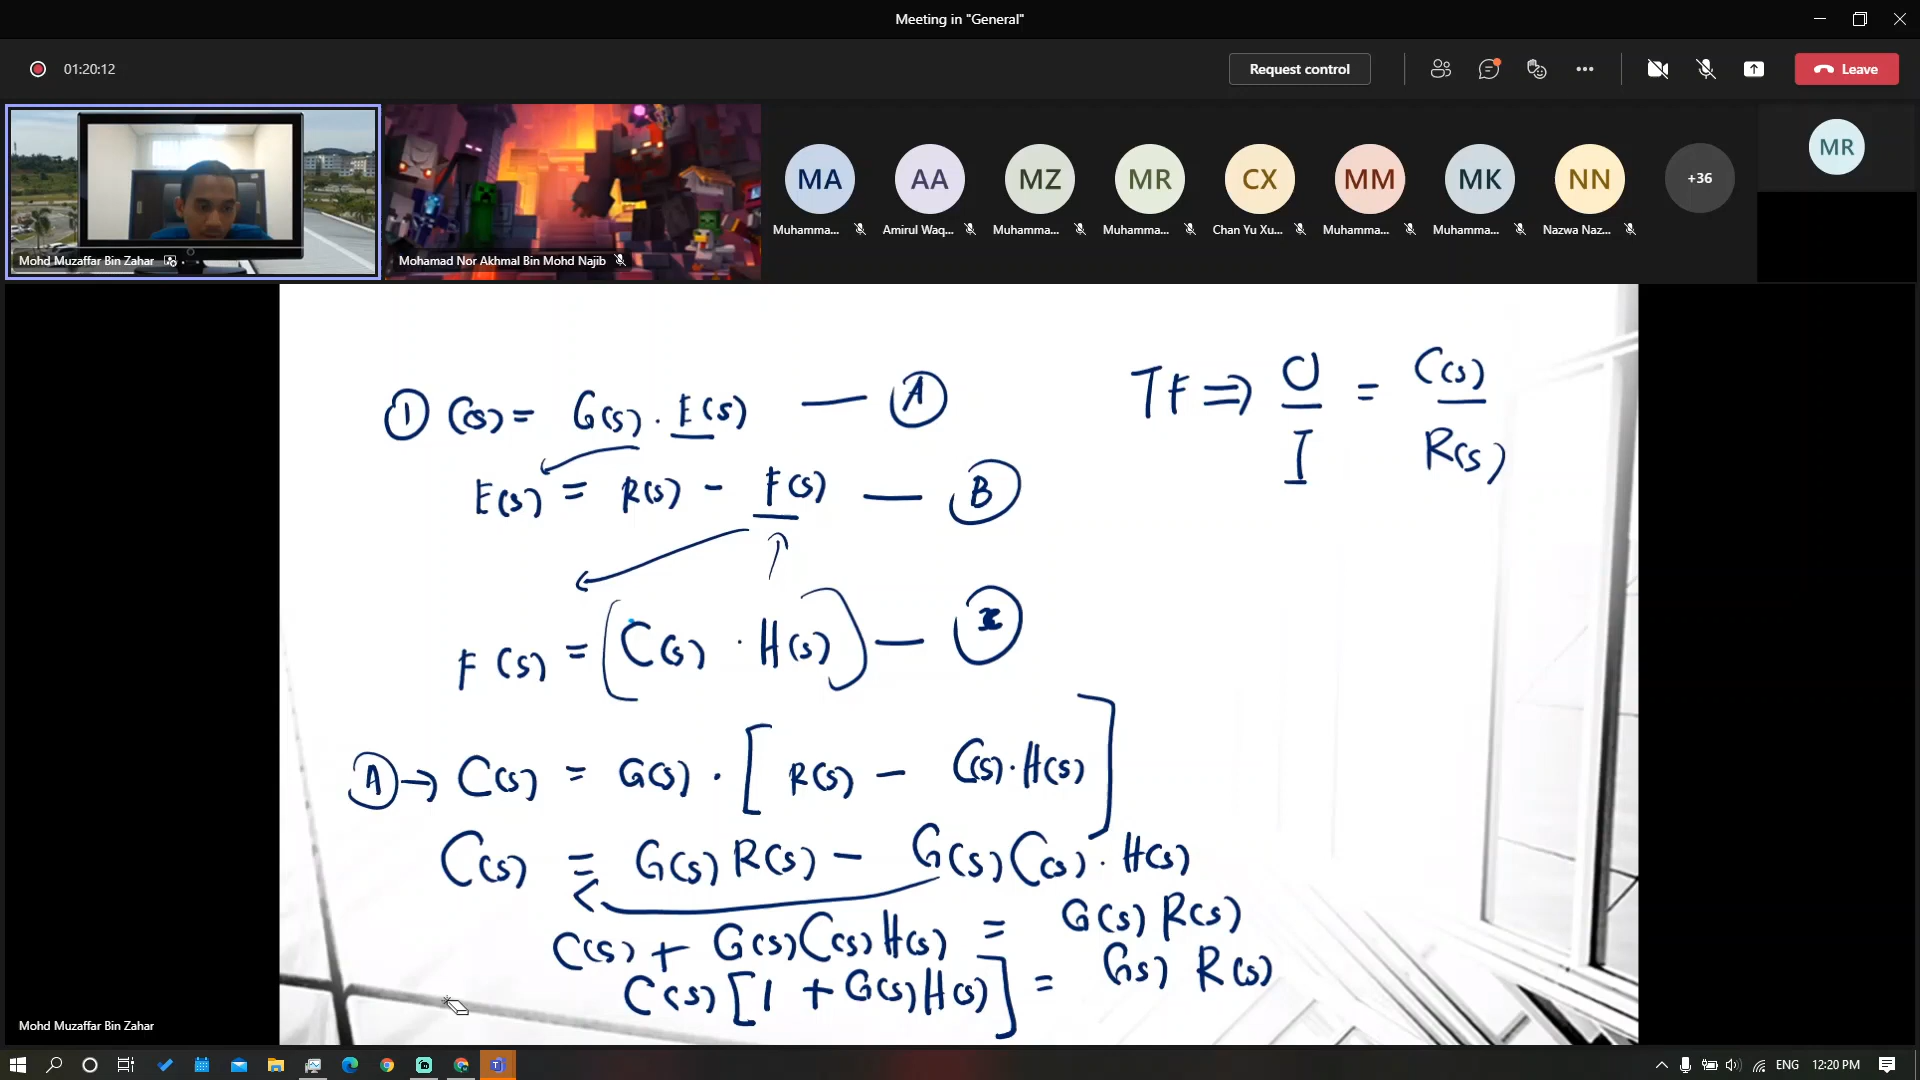 Meeting in "General"
01:20:12
Request control
Leave
Mohd Muzaffar Bin Zahar
Mohamad Nor Akhmal Bin Mohd Najib
MA
Muhamma...
AA
Amirul Waq...
MZ
Muhamma...
MR
Muhamma...
CX
Chan Yu Xu...
MM
Muhamma...
MK
Muhamma...
NN
Nazwa Naz...
+36
MR
① C(s) = G(s) . E(s) — Ⓐ
E(s) = R(s) - F(s) — Ⓑ
F(s) = (C(s) · H(s)) —
Ⓐ → C(s) = G(s) · [R(s) - C(s)·H(s)]
C(s) = G(s) R(s) - G(s) C(s) · H(s)
C(s) + G(s) C(s) H(s) = G(s) R(s)
C(s) [1 + G(s) H(s)] = G(s) R(s)
TF ⇒ O = C(s)
I R(s)
Mohd Muzaffar Bin Zahar
ENG
12:20 PM